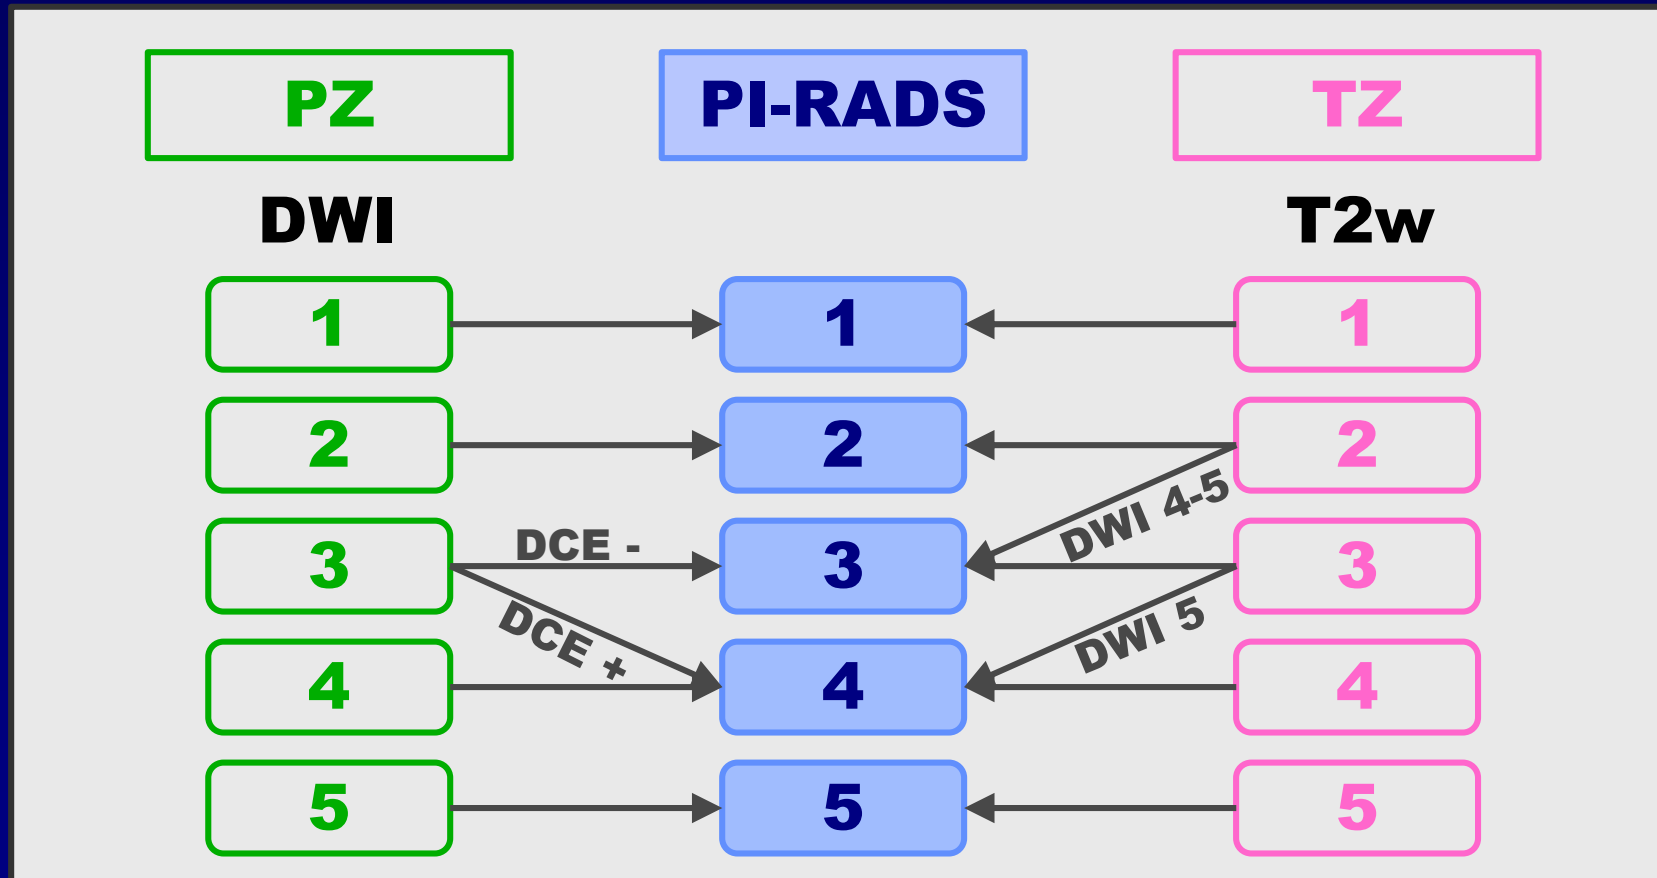 PZ PI-RADS TZ
DWI T2w
1 1 1
2 2 2
DWI 4-5
3 DCE - 3 3
DCE + DWI 5
4 4 4
5 5 5